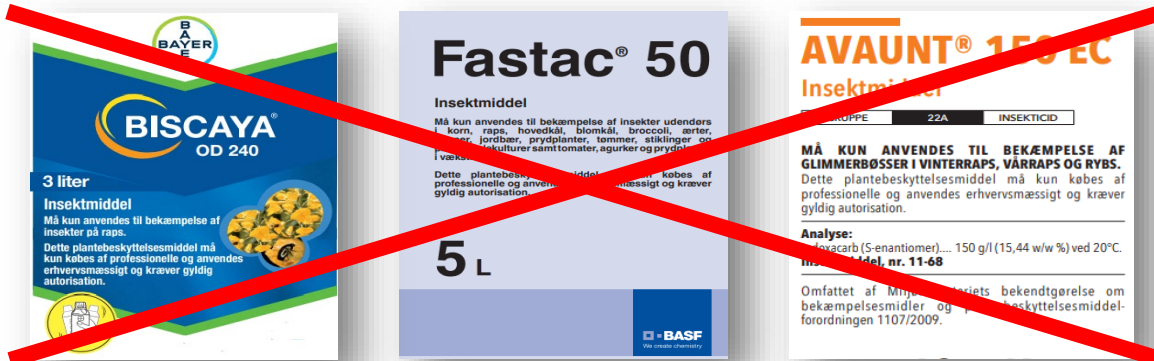 BAYER
BAYER
BISCAYA®
OD 240
3 liter
Insektmiddel
Må kun anvendes til bekæmpelse af
insekter på raps.
Dette plantebeskyttelsesmiddel må
kun købes af professionelle og anvendes
erhvervsmæssigt og kræver gyldig
autorisation.
Fastac® 50
Insektmiddel
Må kun anvendes til bekæmpelse af insekter udendørs
i korn, raps, hovedkål, blomkål, broccoli, ærter,
jordbær, prydplanter, tømmer, stiklinger og
samt tomater, agurker og
i
Dette købes af
professionelle og og kræver
gyldig autorisation.
5 L
BASF
We create chemistry
AVAUNT® 150 EC
Insektmiddel
22A INSEKTICID
MÅ KUN ANVENDES TIL BEKÆMPELSE AF
GLIMMERBØSSER I VINTERRAPS, VÅRRAPS OG RYBS.
Dette plantebeskyttelsesmiddel må kun købes af
professionelle og anvendes erhvervsmæssigt og kræver
gyldig autorisation.
Analyse:
(S-enantiomer).... 150 g/l (15,44 w/w %) ved 20°C.
nr. 11-68
Omfattet af bekendtgørelse om
bekæmpelsesmidler og
forordningen 1107/2009.